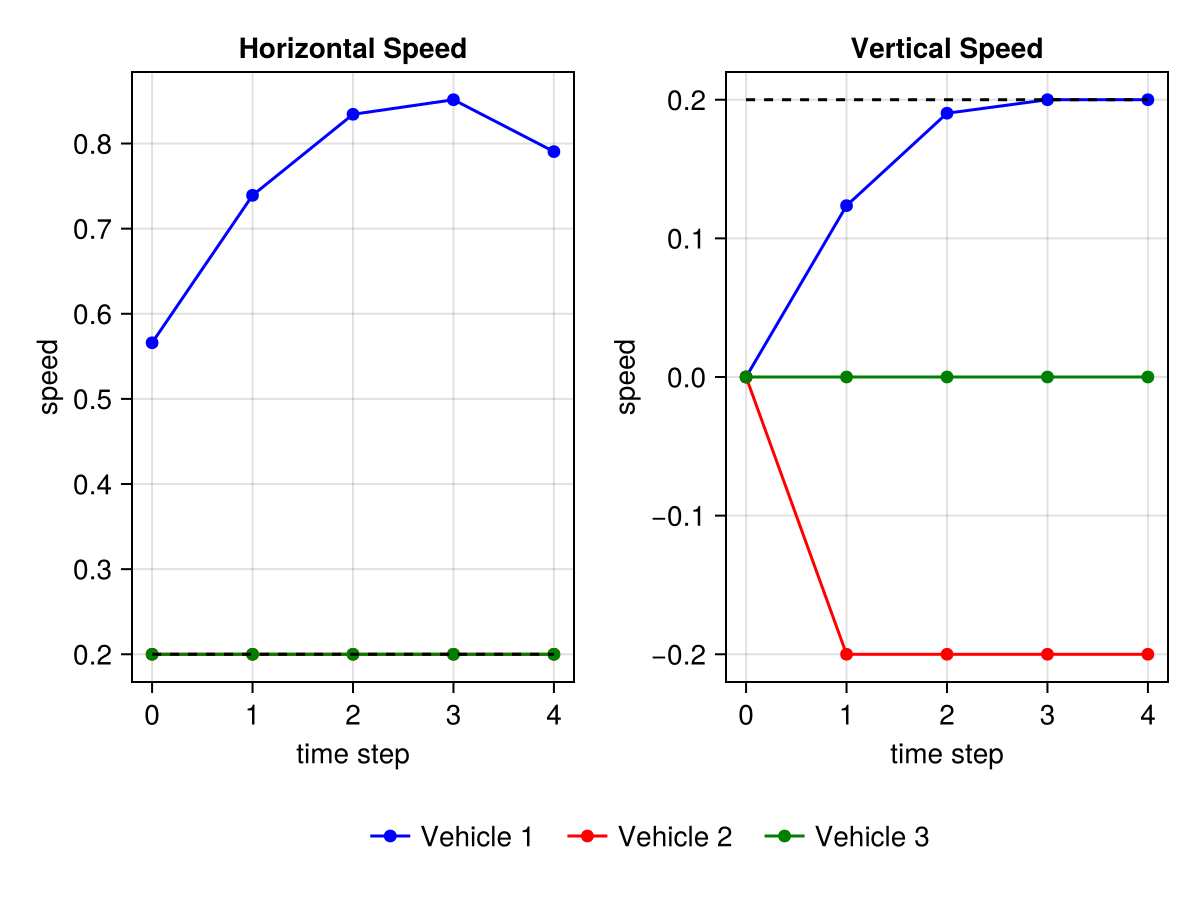 Horizontal Speed
speed
0.8
0.7
0.6
0.5
0.4
0.3
0.2
0 1 2 3 4
time step
Vertical Speed
speed
0.2
0.1
0.0
−0.1
−0.2
0 1 2 3 4
time step
Vehicle 1 Vehicle 2 Vehicle 3